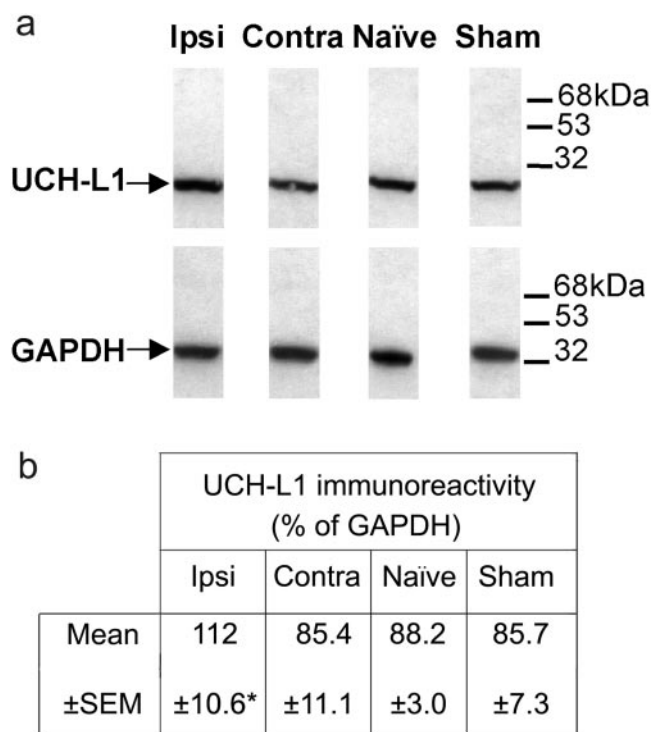 a
Ipsi Contra Naïve Sham
68kDa
53
32
UCH-L1
68kDa
53
32
GAPDH
b
UCH-L1 immunoreactivity
(% of GAPDH)
Ipsi Contra Naïve Sham
Mean 112 85.4 88.2 85.7
±SEM ±10.6* ±11.1 ±3.0 ±7.3